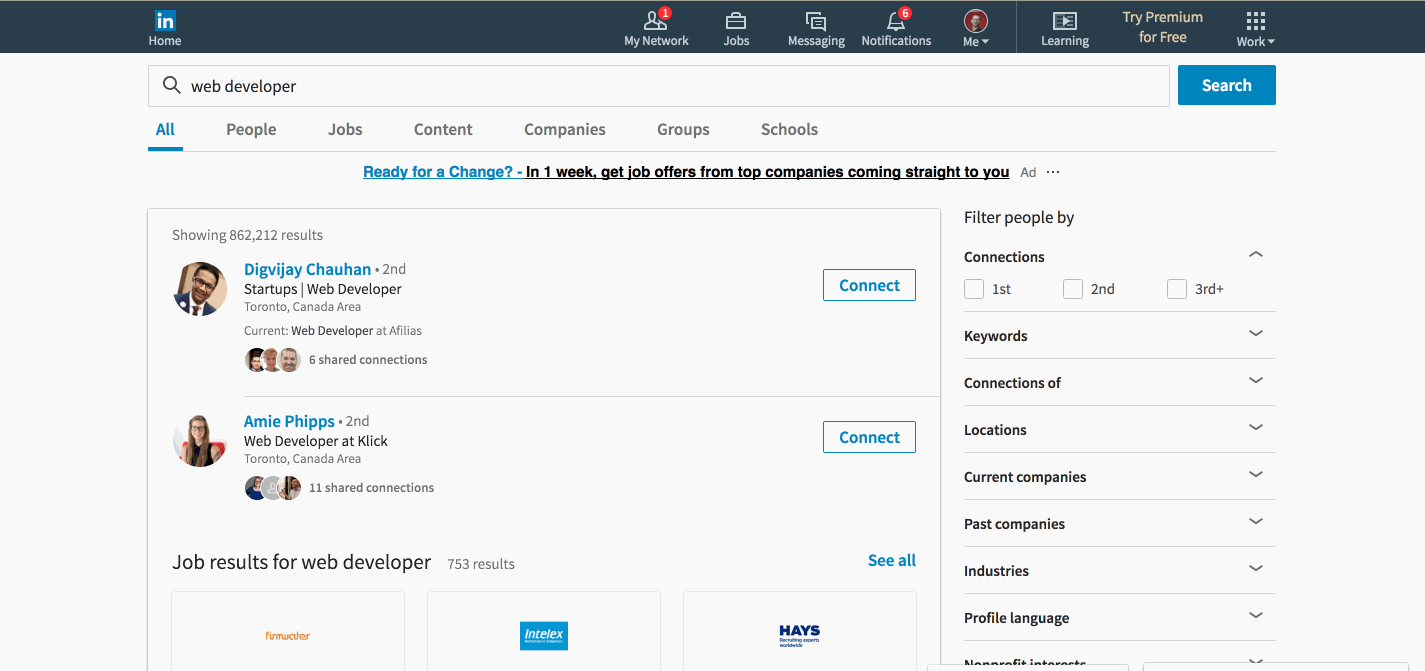 in
Home
1
My Network
Jobs
Messaging
6
Notifications
Me
Learning
Try Premium
for Free
Work
web developer
Search
All
People
Jobs
Content
Companies
Groups
Schools
Ready for a Change? - In 1 week, get job offers from top companies coming straight to you Ad ···
Showing 862,212 results
Digvijay Chauhan • 2nd
Startups | Web Developer
Toronto, Canada Area
Current: Web Developer at Afilias
6 shared connections
Connect
Amie Phipps • 2nd
Web Developer at Klick
Toronto, Canada Area
11 shared connections
Connect
Job results for web developer 753 results
See all
firmwater
Intelex
HAYS
Recruiting experts
worldwide
Filter people by
Connections
1st
2nd
3rd+
Keywords
Connections of
Locations
Current companies
Past companies
Industries
Profile language
Nonprofit interests